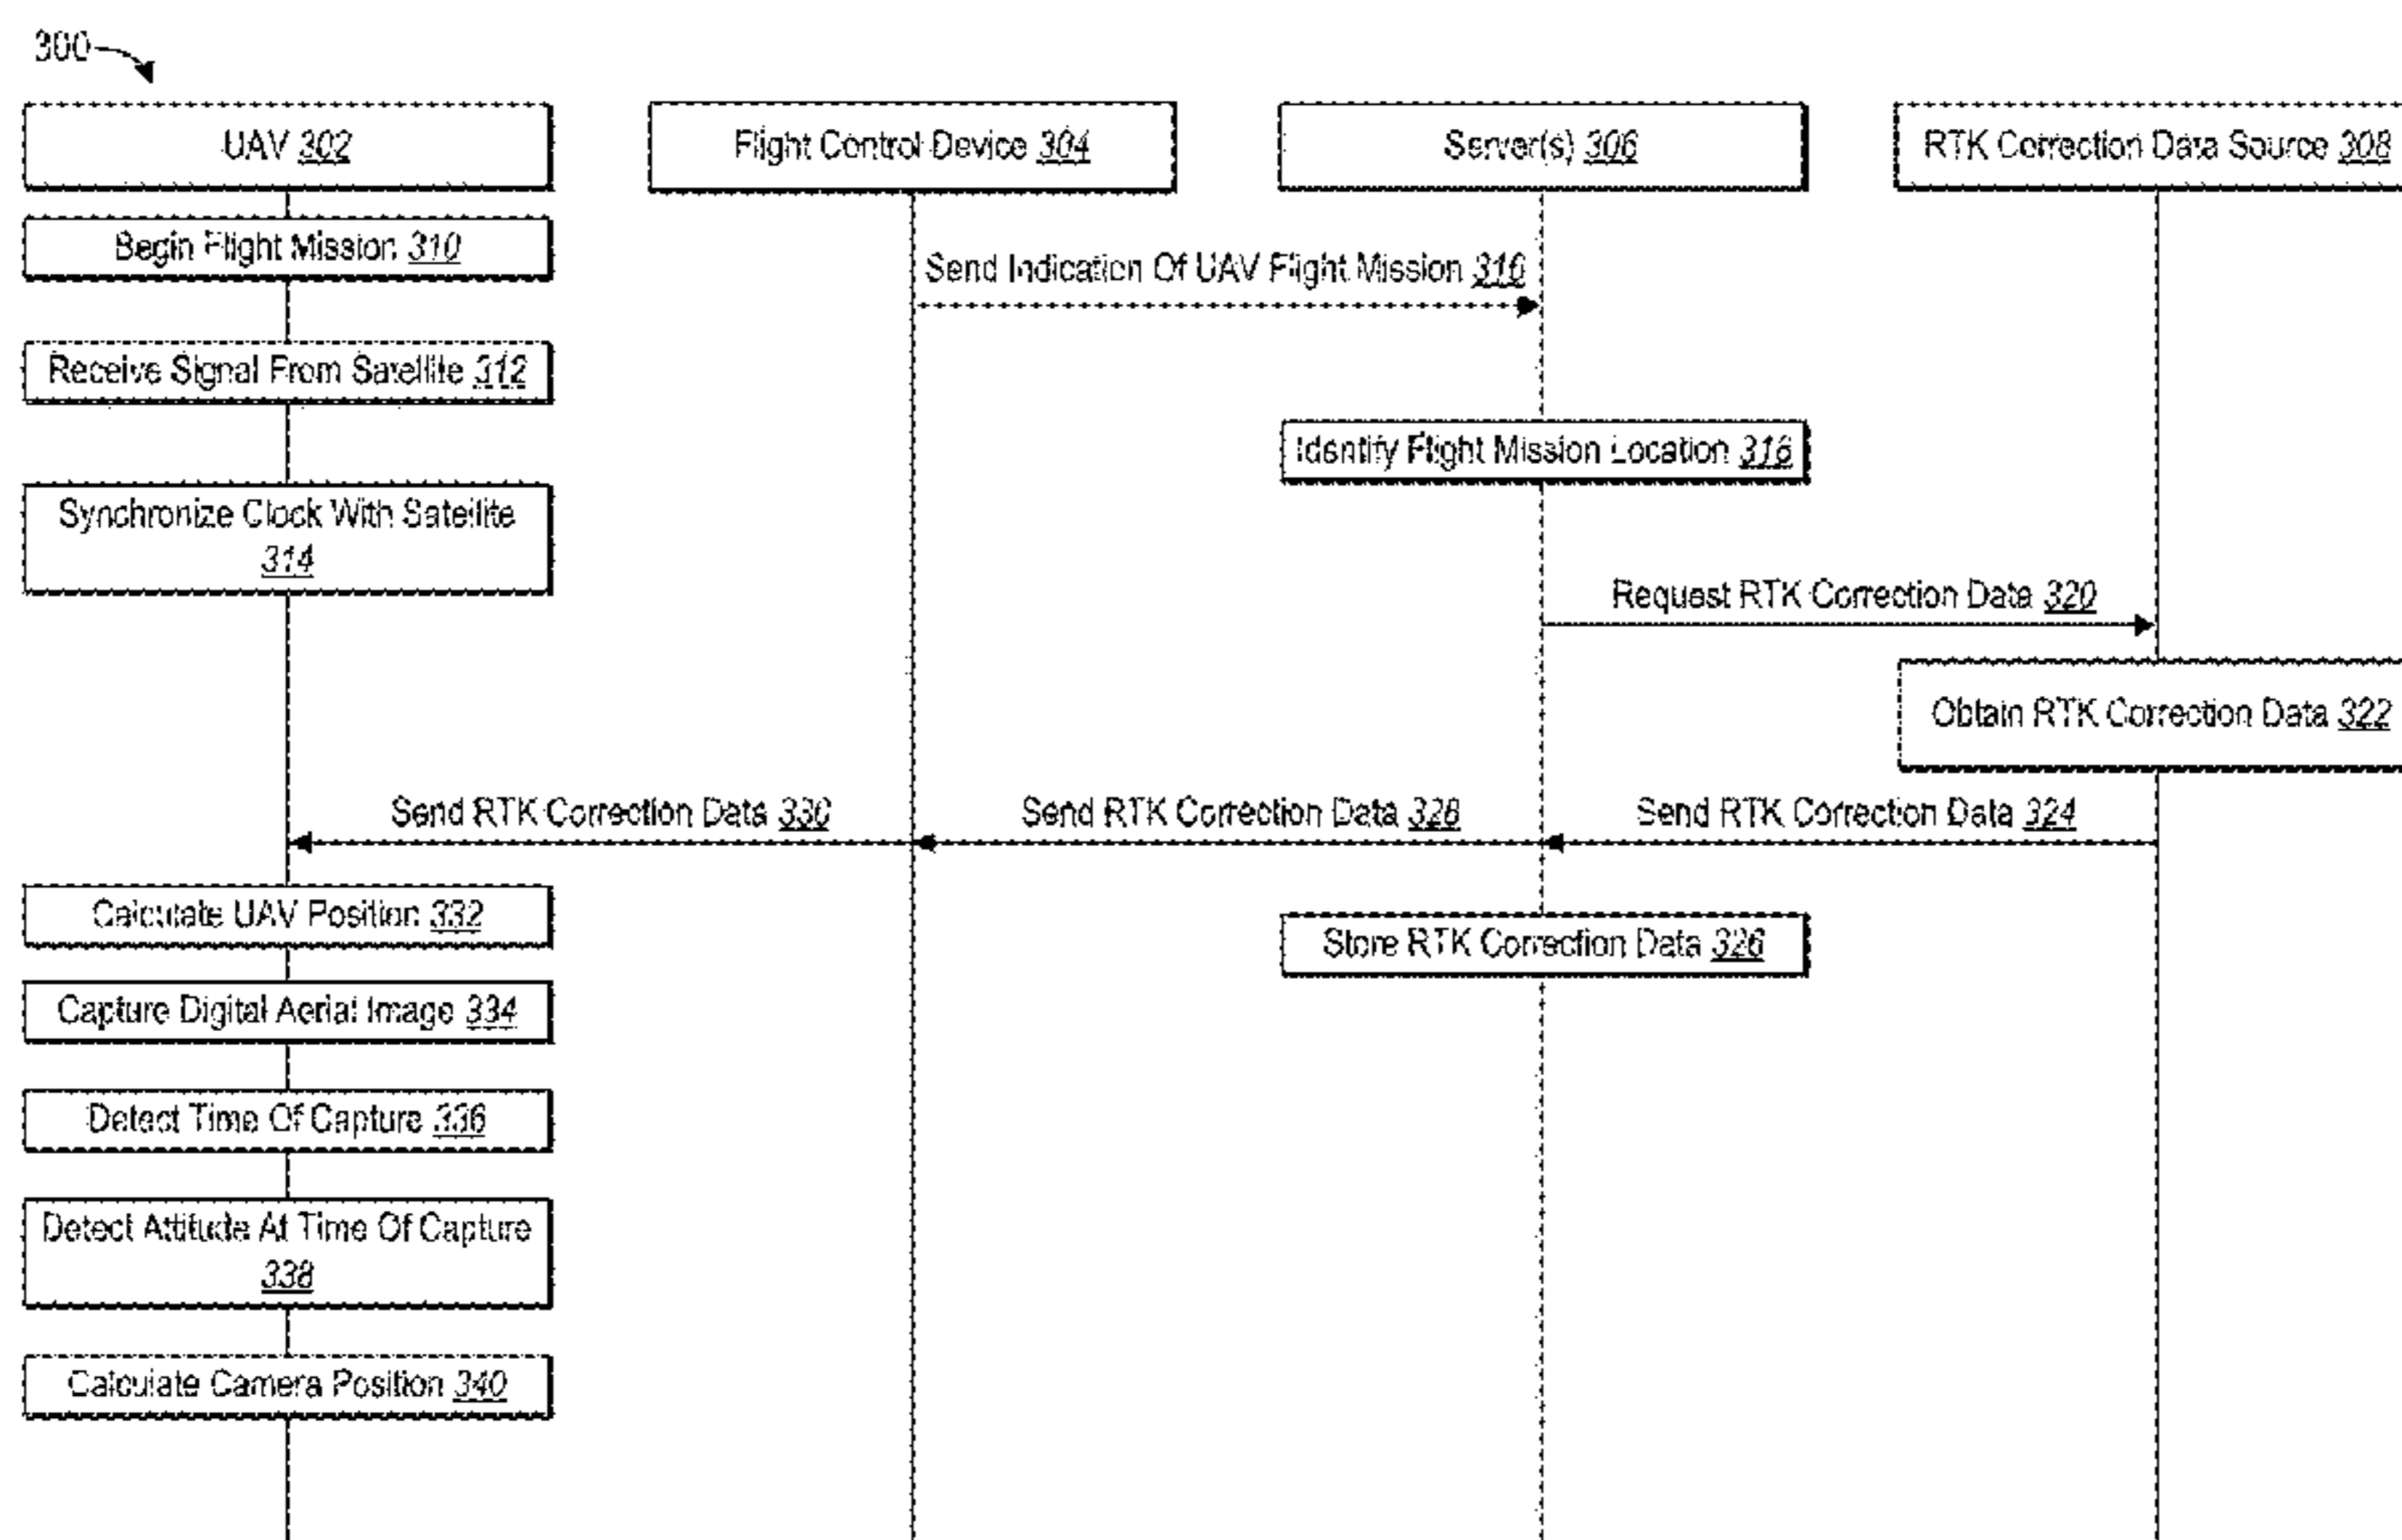 300
UAV 302
Flight Control Device 304
Server(s) 306
RTK Correction Data Source 308
Begin Flight Mission 310
Send Indication Of UAV Flight Mission 316
Receive Signal From Satellite 312
Identify Flight Mission Location 318
Synchronize Clock With Satellite
314
Request RTK Correction Data 320
Obtain RTK Correction Data 322
Send RTK Correction Data 330
Send RTK Correction Data 328
Send RTK Correction Data 324
Calculate UAV Position 332
Store RTK Correction Data 326
Capture Digital Aerial Image 334
Detect Time Of Capture 336
Detect Attitude At Time Of Capture
338
Calculate Camera Position 340